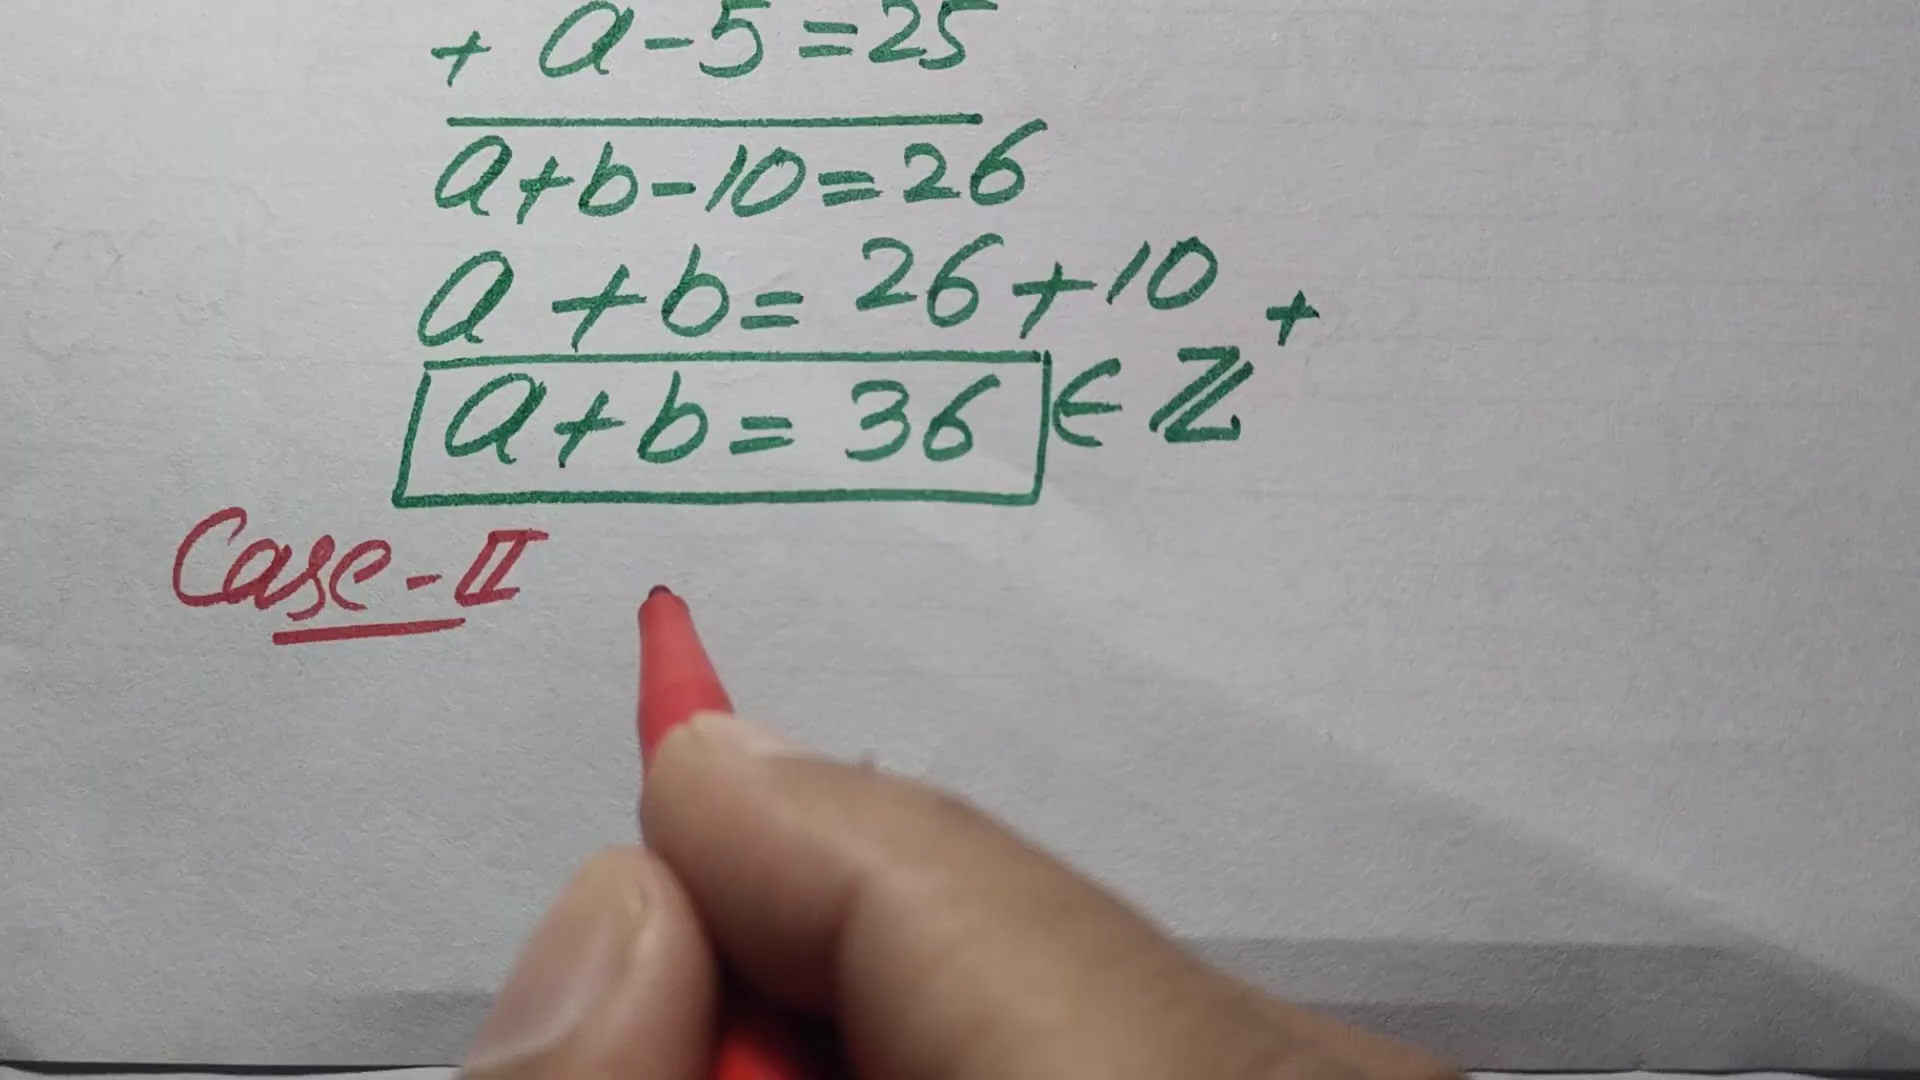 + a-5=25
a+b-10=26
a+b= 26+10
a+b= 36 ∈ ℤ⁺
Case-II